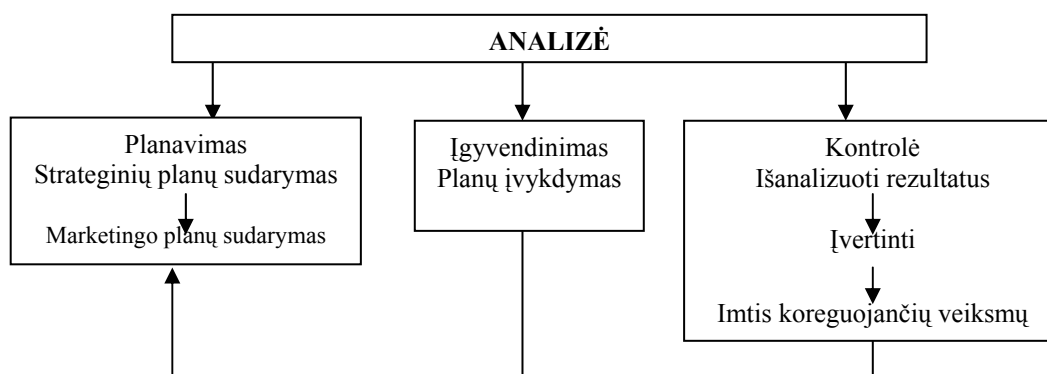 ANALIZĖ
Planavimas
Strateginių planų sudarymas
Marketingo planų sudarymas
Įgyvendinimas
Planų įvykdymas
Kontrolė
Išanalizuoti rezultatus
Įvertinti
Imtis koreguojančių veiksmų